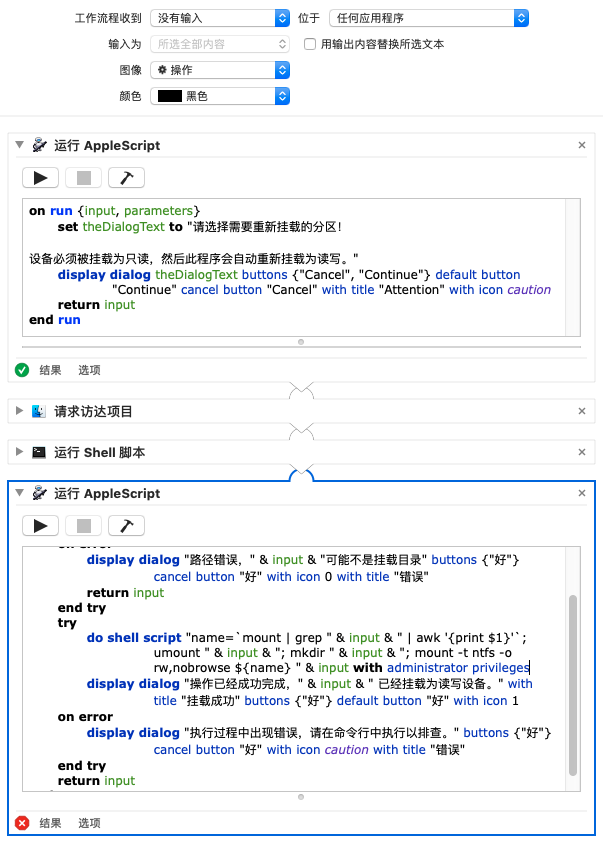 工作流程收到 没有输入 位于 任何应用程序
输入为 所选全部内容 用输出内容替换所选文本
图像 操作
颜色 黑色
运行 AppleScript
on run {input, parameters}
set theDialogText to "请选择需要重新挂载的分区！
设备必须被挂载为只读，然后此程序会自动重新挂载为读写。"
display dialog theDialogText buttons {"Cancel", "Continue"} default button
"Continue" cancel button "Cancel" with title "Attention" with icon caution
return input
end run
结果 选项
请求访达项目
运行 Shell 脚本
运行 AppleScript
on error
display dialog "路径错误，" & input & "可能不是挂载目录" buttons {"好"}
cancel button "好" with icon 0 with title "错误"
return input
end try
try
do shell script "name=`mount | grep " & input & " | awk '{print $1}'`;
umount " & input & "; mkdir " & input & "; mount -t ntfs -o
rw,nobrowse ${name} " & input with administrator privileges
display dialog "操作已经成功完成，" & input & " 已经挂载为读写设备。" with
title "挂载成功" buttons {"好"} default button "好" with icon 1
on error
display dialog "执行过程中出现错误，请在命令行中执行以排查。" buttons {"好"}
cancel button "好" with icon caution with title "错误"
end try
return input
结果 选项